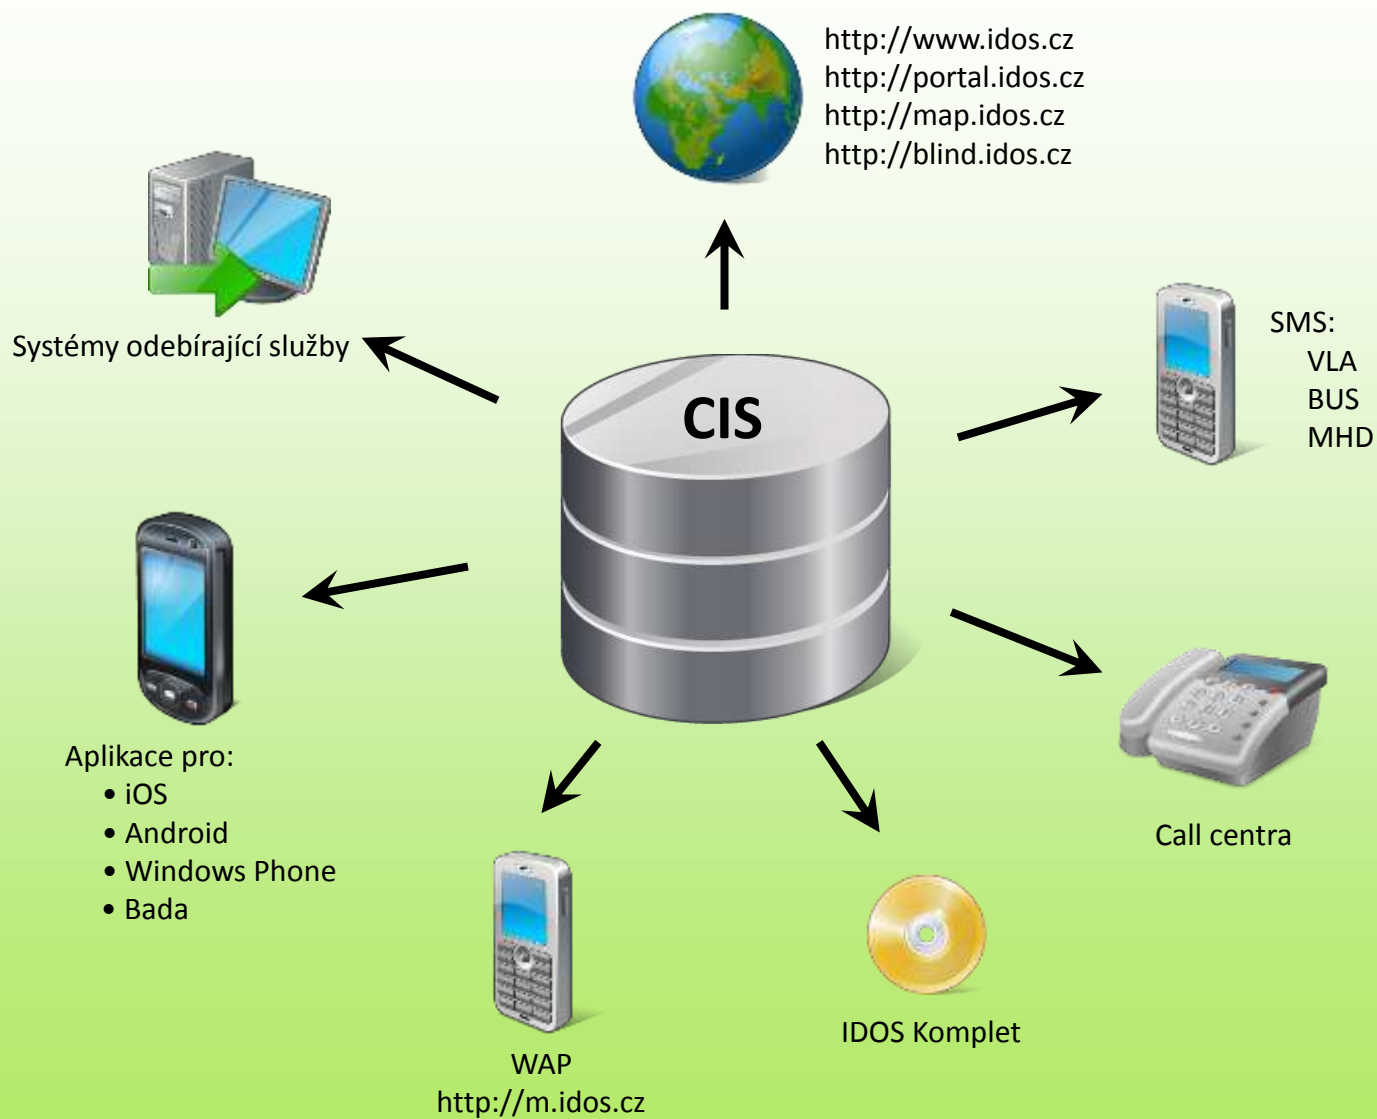 http://www.idos.cz
http://portal.idos.cz
http://map.idos.cz
http://blind.idos.cz
Systémy odebírající služby
CIS
SMS:
VLA
BUS
MHD
Aplikace pro:
• iOS
• Android
• Windows Phone
• Bada
Call centra
IDOS Komplet
WAP
http://m.idos.cz